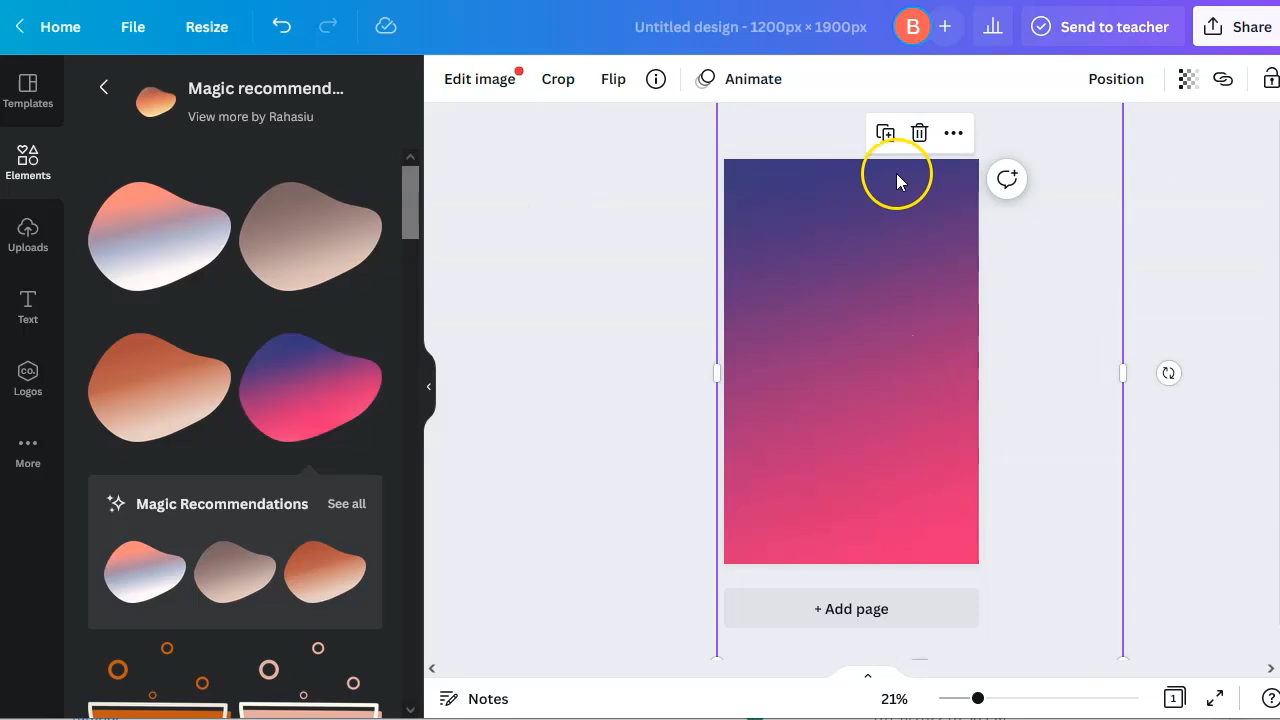 Home
File
Resize
Untitled design - 1200px × 1900px
B
+
Send to teacher
Share
Templates
Elements
Uploads
Text
CO.
Logos
More
Magic recommend...
View more by Rahasiu
Magic Recommendations
See all
Edit image
Crop
Flip
Animate
Position
+ Add page
Notes
21%
1
?